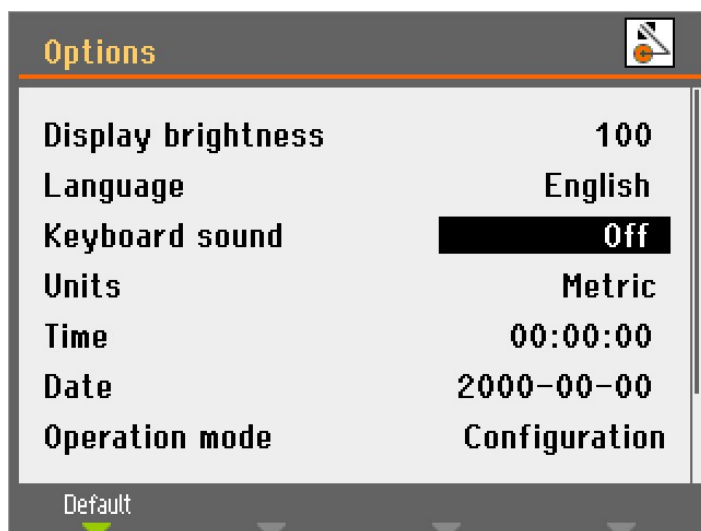 Options
Display brightness 100
Language English
Keyboard sound Off
Units Metric
Time 00:00:00
Date 2000-00-00
Operation mode Configuration
Default